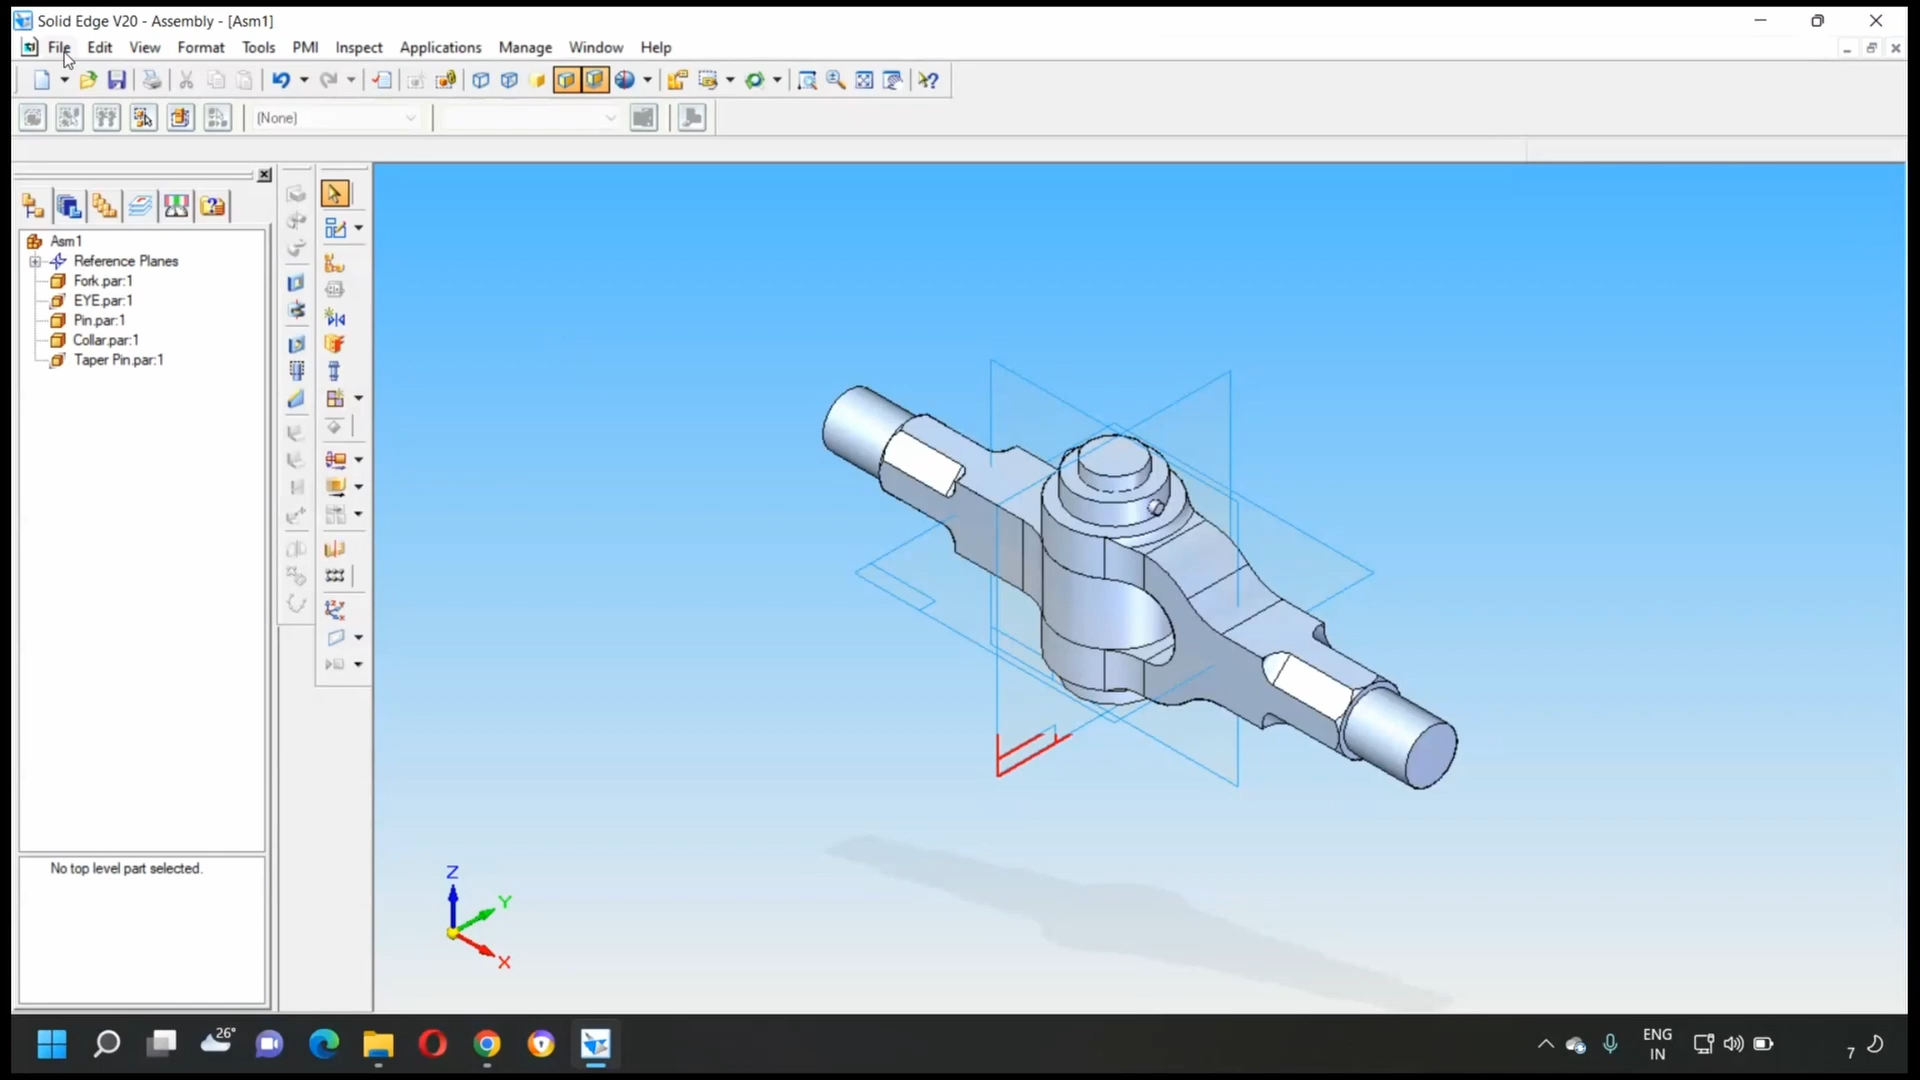 Solid Edge V20 - Assembly - [Asm1]
File Edit View Format Tools PMI Inspect Applications Manage Window Help
(None)
Asm1
Reference Planes
Fork.par:1
EYE.par:1
Pin.par:1
Collar.par:1
Taper Pin.par:1
No top level part selected.
Z
Y
X
26°
ENG
IN
7